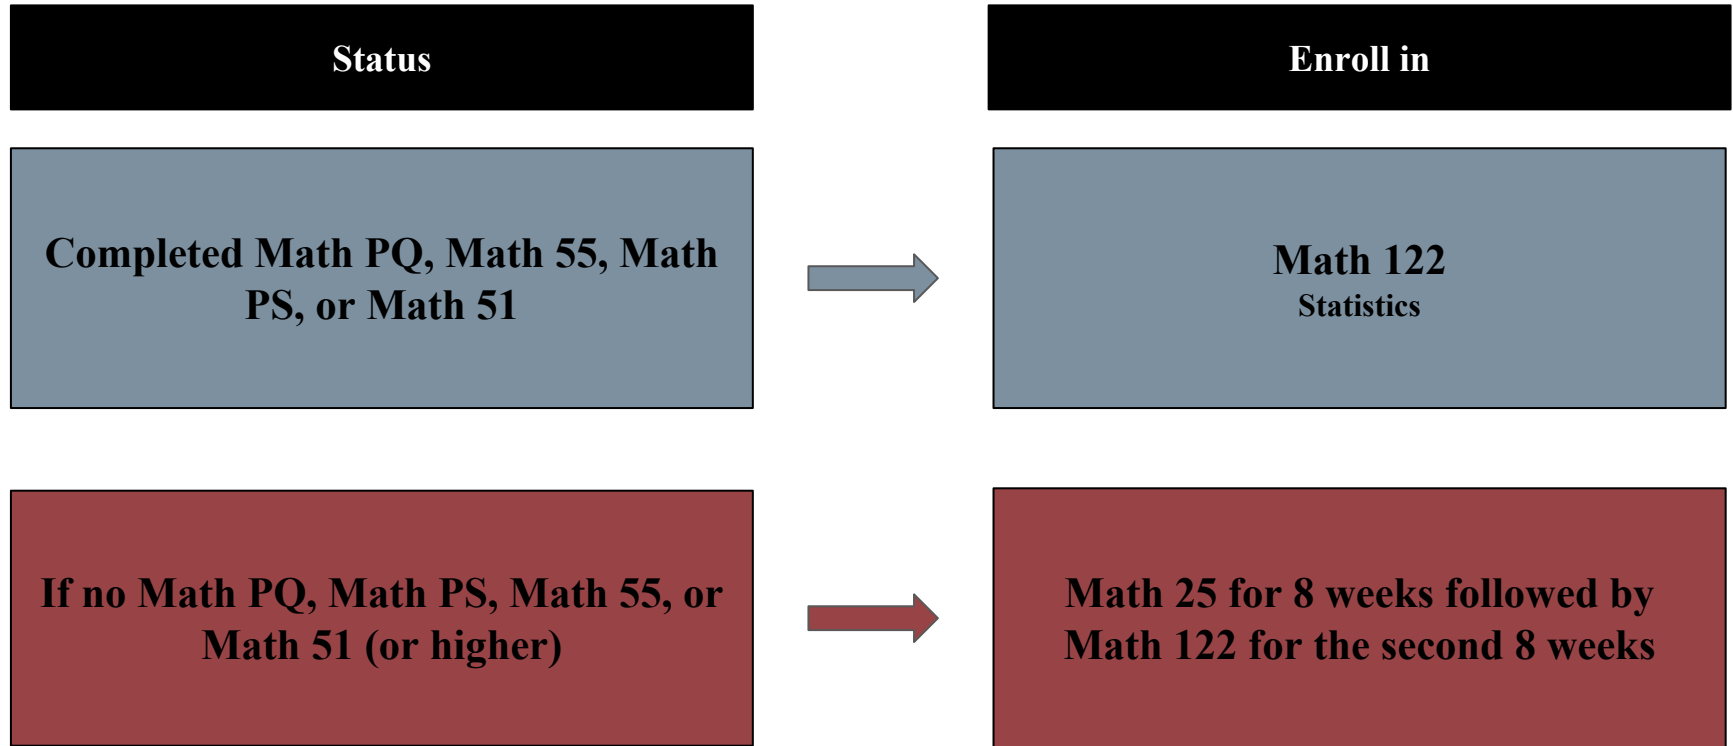 Status
Enroll in
Completed Math PQ, Math 55, Math
PS, or Math 51
Math 122
Statistics
If no Math PQ, Math PS, Math 55, or
Math 51 (or higher)
Math 25 for 8 weeks followed by
Math 122 for the second 8 weeks